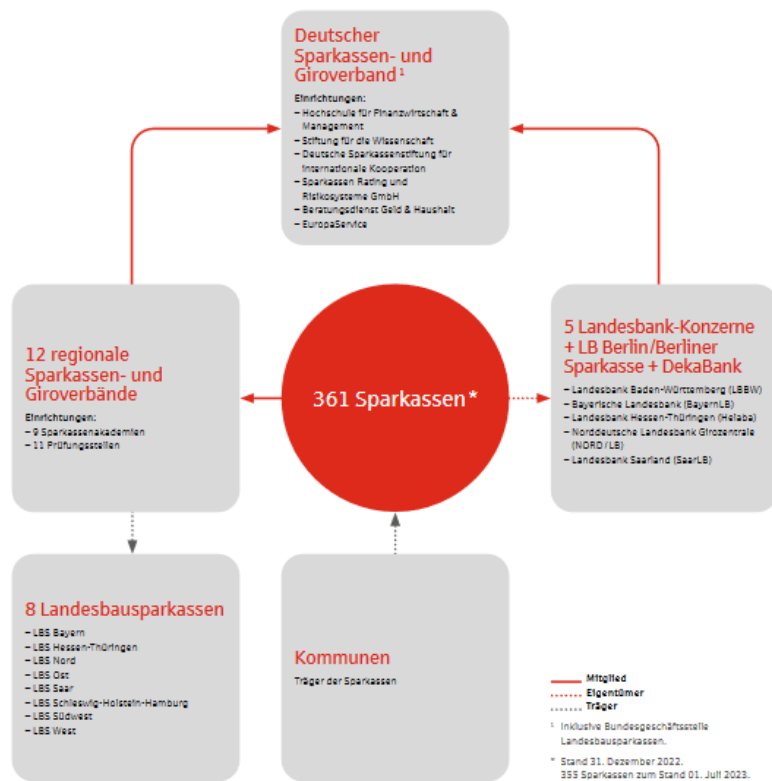 Deutscher
Sparkassen- und
Giroverband ¹
Einrichtungen:
– Hochschule für Finanzwirtschaft &
Management
– Stiftung für die Wissenschaft
– Deutsche Sparkassenstiftung für
internationale Kooperation
– Sparkassen Rating und
Risikosysteme GmbH
– Beratungsdienst Geld & Haushalt
– EuropaService
12 regionale
Sparkassen- und
Giroverbände
Einrichtungen:
– 9 Sparkassenakademien
– 11 Prüfungsstellen
361 Sparkassen*
5 Landesbank-Konzerne
+ LB Berlin/Berliner
Sparkasse + DekaBank
– Landesbank Baden-Württemberg (LBBW)
– Bayerische Landesbank (BayernLB)
– Landesbank Hessen-Thüringen (Helaba)
– Norddeutsche Landesbank Girozentrale
(NORD/LB)
– Landesbank Saarland (SaarLB)
8 Landesbausparkassen
– LBS Bayern
– LBS Hessen-Thüringen
– LBS Nord
– LBS Ost
– LBS Saar
– LBS Schleswig-Holstein-Hamburg
– LBS Südwest
– LBS West
Kommunen
Träger der Sparkassen
Mitglied
Eigentümer
Träger
¹ Inklusive Bundesgeschäftsstelle
Landesbausparkassen.
* Stand 31. Dezember 2022.
355 Sparkassen zum Stand 01. Juli 2023.